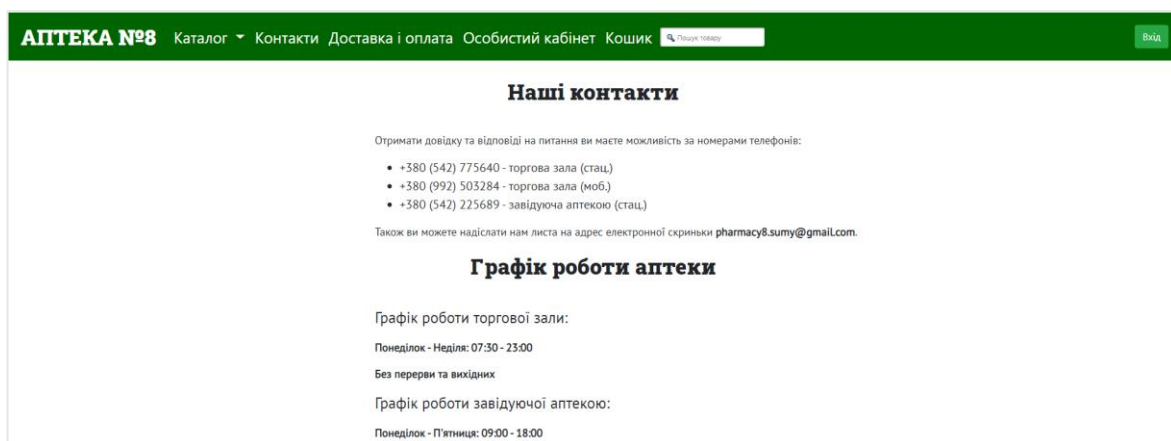 АПТЕКА №8 Каталог Контакти Доставка і оплата Особистий кабінет Кошик Пошук товару Вхід
Наші контакти
Отримати довідку та відповіді на питання ви маєте можливість за номерами телефонів:
+380 (542) 775640 - торгова зала (стац.)
+380 (992) 503284 - торгова зала (моб.)
+380 (542) 225689 - завідуюча аптекою (стац.)
Також ви можете надіслати нам листа на адрес електронної скриньки pharmacy8.sumy@gmail.com.
Графік роботи аптеки
Графік роботи торгової зали:
Понеділок - Неділя: 07:30 - 23:00
Без перерви та вихідних
Графік роботи завідуючої аптекою:
Понеділок - П'ятниця: 09:00 - 18:00